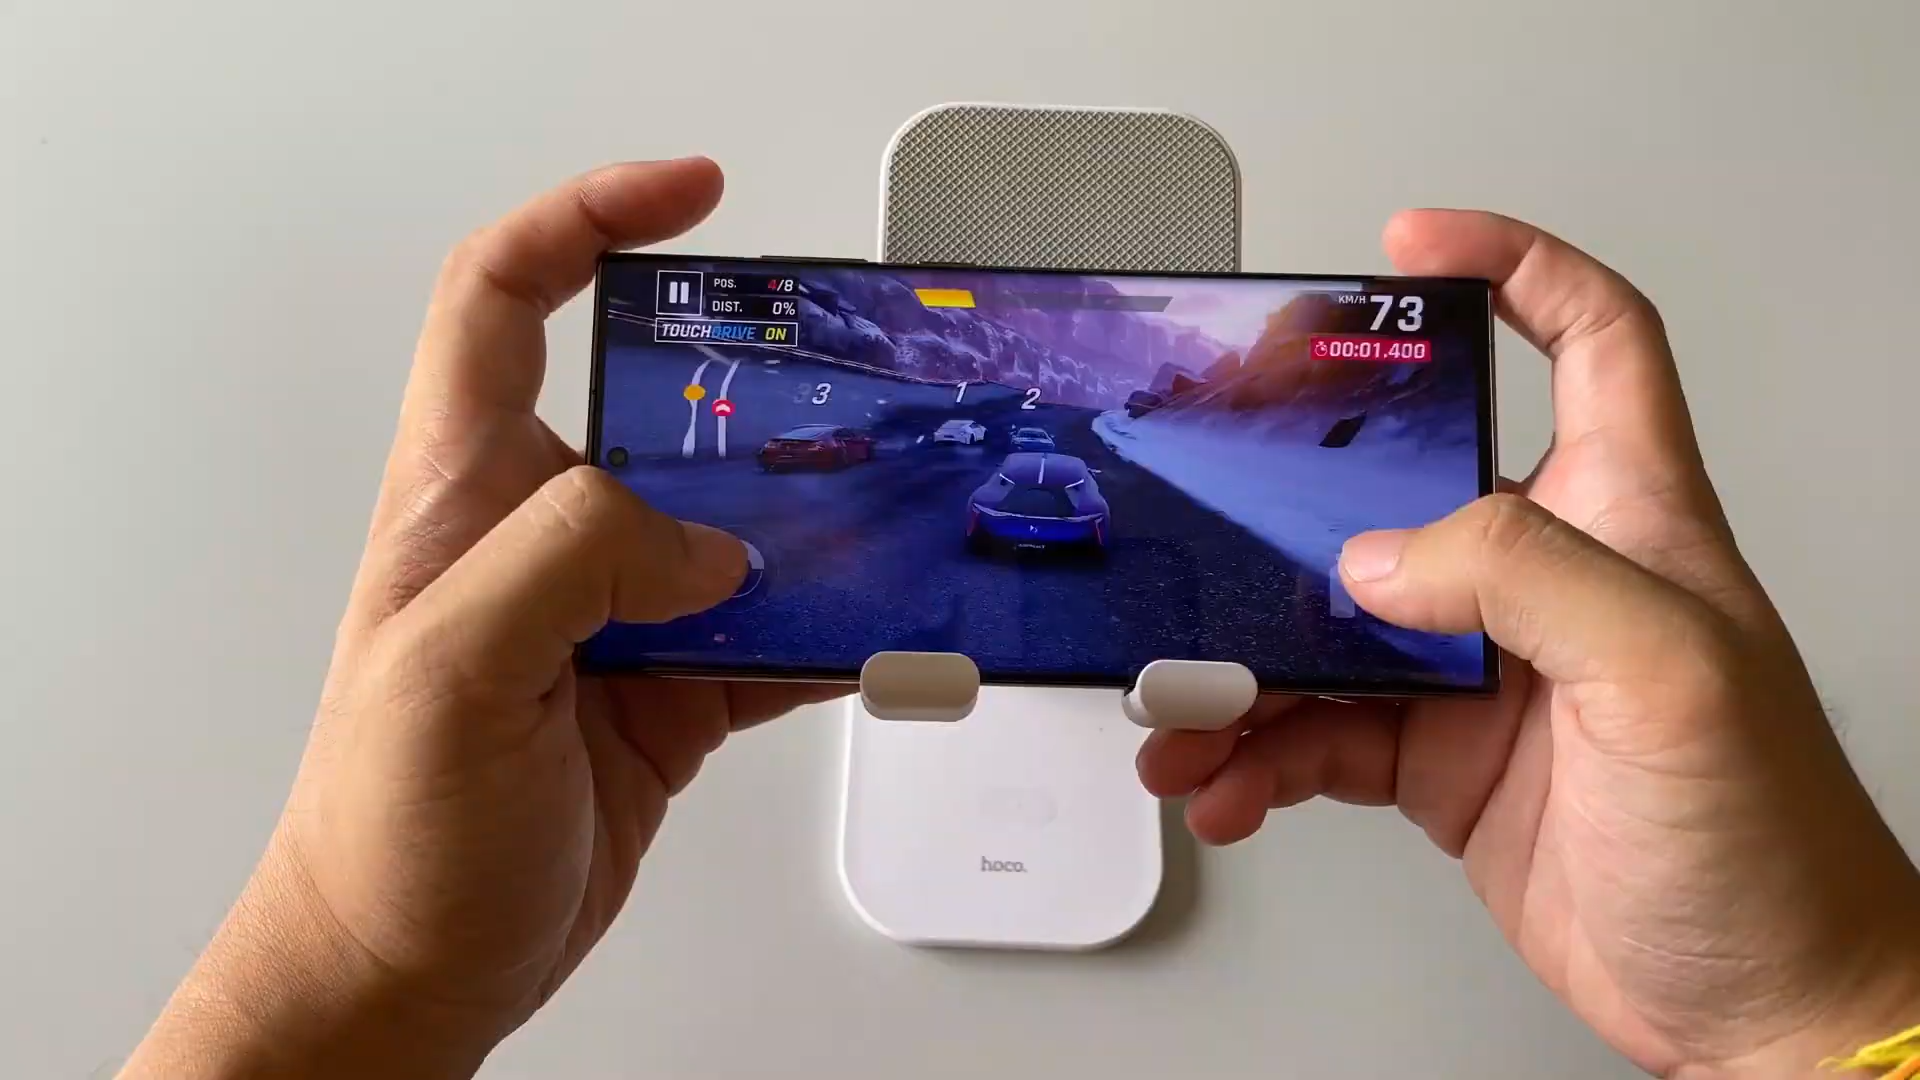 POS. 4/8
DIST. 0%
TOUCHDRIVE ON
KM/H 73
00:01.400
3
1
2
hoco.